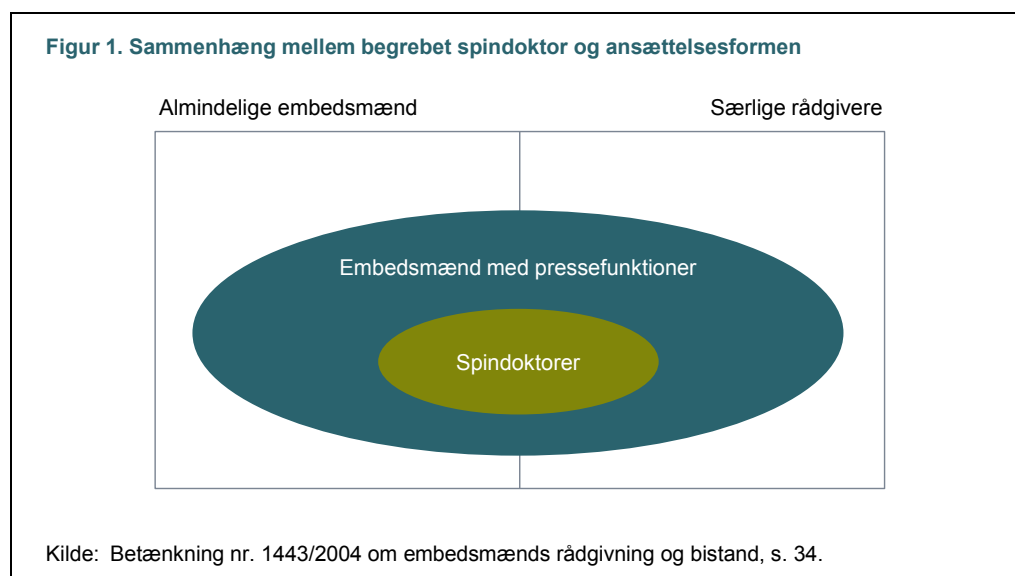 Figur 1. Sammenhæng mellem begrebet spindoktor og ansættelsesformen
Almindelige embedsmænd
Særlige rådgivere
Embedsmænd med pressefunktioner
Spindoktorer
Kilde: Betænkning nr. 1443/2004 om embedsmænds rådgivning og bistand, s. 34.